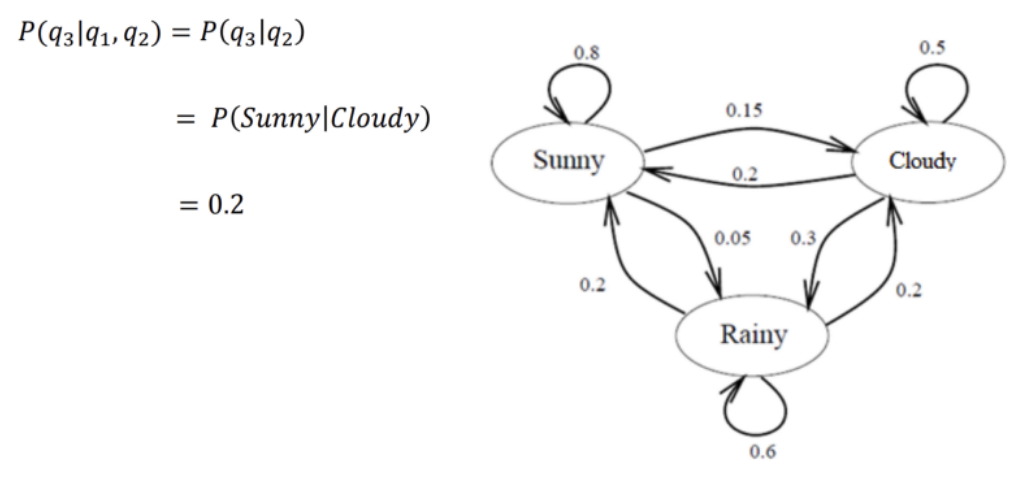 P(q₃|q₁, q₂) = P(q₃|q₂)
= P(Sunny|Cloudy)
= 0.2
0.8
0.5
0.15
Sunny
Cloudy
0.2
0.05
0.3
0.2
0.2
Rainy
0.6